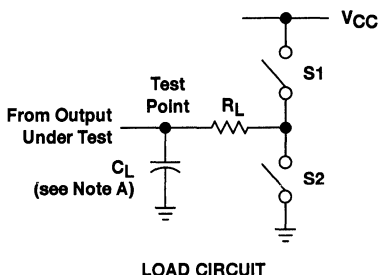 VCC
S1
Test
Point
RL
From Output
Under Test
CL
(see Note A)
S2
LOAD CIRCUIT